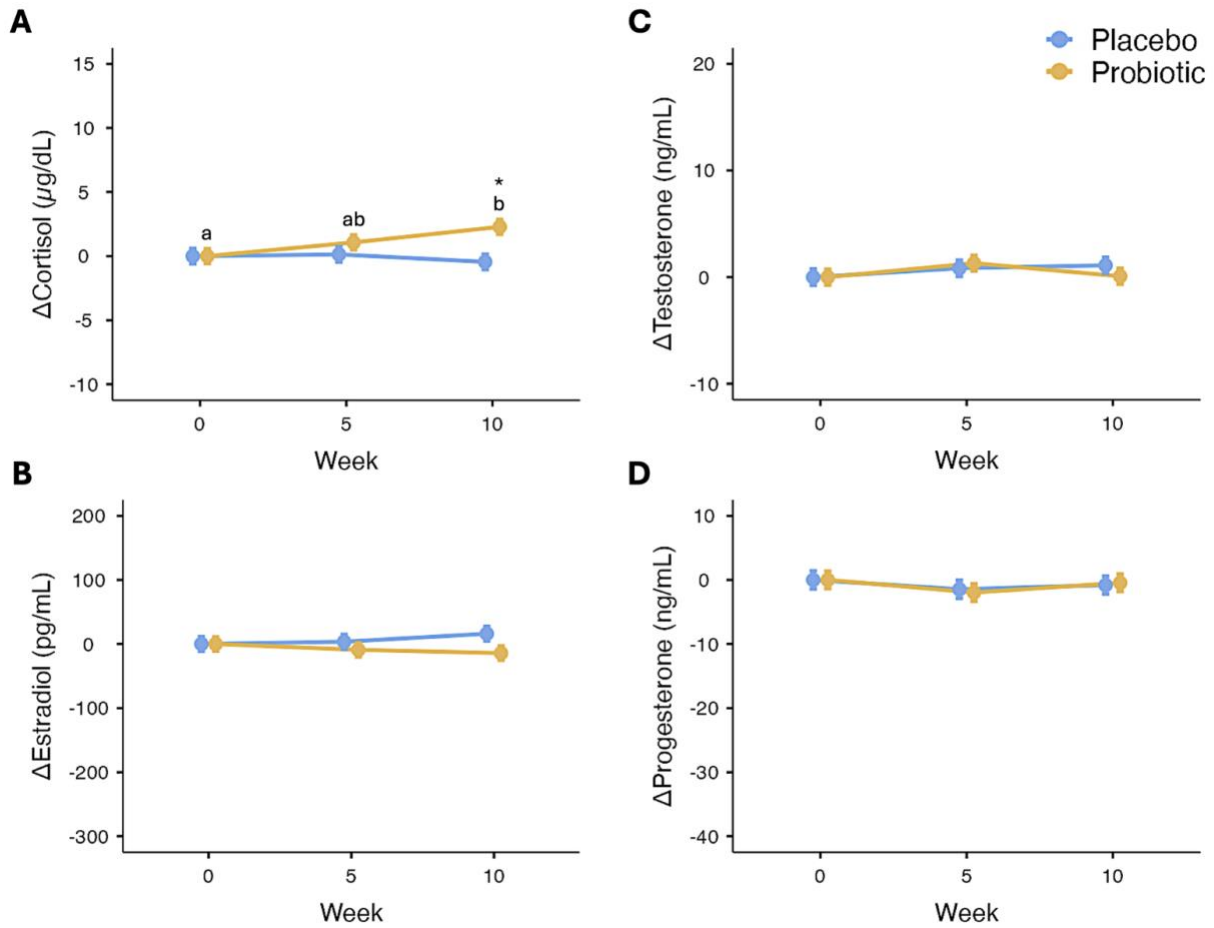 A
ΔCortisol (µg/dL)
15
10
5
0
-5
-10
a
ab
*
b
0 5 10
Week
C
Placebo
Probiotic
ΔTestosterone (ng/mL)
20
10
0
-10
0 5 10
Week
B
ΔEstradiol (pg/mL)
200
100
0
-100
-200
-300
0 5 10
Week
D
ΔProgesterone (ng/mL)
10
0
-10
-20
-30
-40
0 5 10
Week